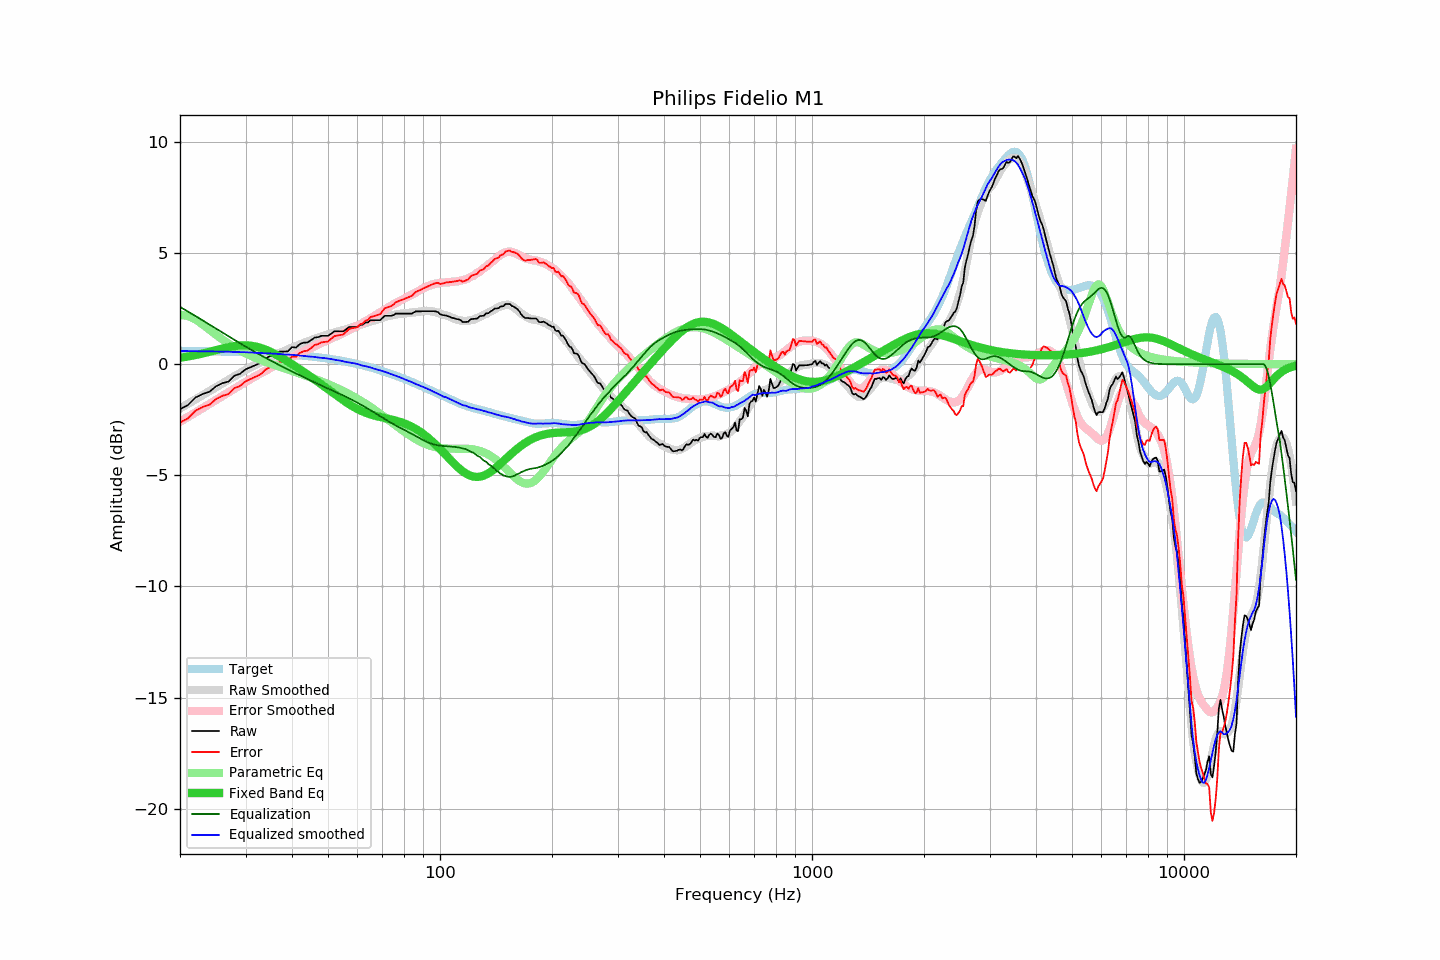 Philips Fidelio M1
10
5
0
−5
−10
−15
−20
Amplitude (dBr)
Target
Raw Smoothed
Error Smoothed
Raw
Error
Parametric Eq
Fixed Band Eq
Equalization
Equalized smoothed
100
1000
10000
Frequency (Hz)